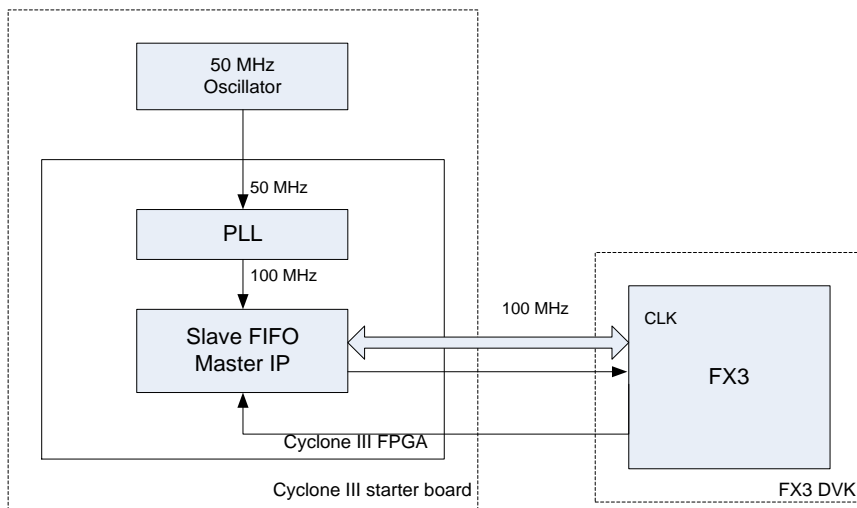 50 MHz
Oscillator
50 MHz
PLL
100 MHz
Slave FIFO
Master IP
100 MHz
CLK
FX3
Cyclone III FPGA
Cyclone III starter board
FX3 DVK